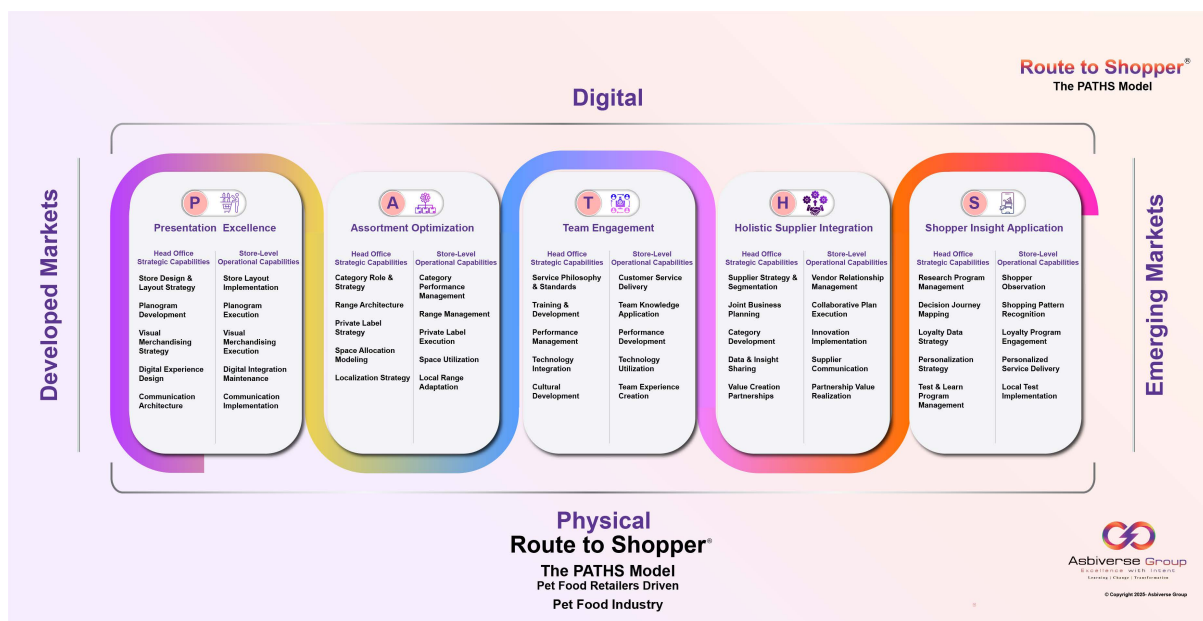 Route to Shopper®
The PATHS Model
Digital
Developed Markets
Emerging Markets
P
Presentation Excellence
Head Office
Strategic Capabilities
Store Design &
Layout Strategy
Planogram
Development
Visual
Merchandising
Strategy
Digital Experience
Design
Communication
Architecture
Store-Level
Operational Capabilities
Store Layout
Implementation
Planogram
Execution
Visual
Merchandising
Execution
Digital Integration
Maintenance
Communication
Implementation
A
Assortment Optimization
Head Office
Strategic Capabilities
Category Role &
Strategy
Range Architecture
Private Label
Strategy
Space Allocation
Modeling
Localization Strategy
Store-Level
Operational Capabilities
Category
Performance
Management
Range Management
Private Label
Execution
Space Utilization
Local Range
Adaptation
T
Team Engagement
Head Office
Strategic Capabilities
Service Philosophy
& Standards
Training &
Development
Performance
Management
Technology
Integration
Cultural
Development
Store-Level
Operational Capabilities
Customer Service
Delivery
Team Knowledge
Application
Performance
Development
Technology
Utilization
Team Experience
Creation
H
Holistic Supplier Integration
Head Office
Strategic Capabilities
Supplier Strategy &
Segmentation
Joint Business
Planning
Category
Development
Data & Insight
Sharing
Value Creation
Partnerships
Store-Level
Operational Capabilities
Vendor Relationship
Management
Collaborative Plan
Execution
Innovation
Implementation
Supplier
Communication
Partnership Value
Realization
S
Shopper Insight Application
Head Office
Strategic Capabilities
Research Program
Management
Decision Journey
Mapping
Loyalty Data
Strategy
Personalization
Strategy
Test & Learn
Program
Management
Store-Level
Operational Capabilities
Shopper
Observation
Shopping Pattern
Recognition
Loyalty Program
Engagement
Personalized
Service Delivery
Local Test
Implementation
Physical
Route to Shopper®
The PATHS Model
Pet Food Retailers Driven
Pet Food Industry
Asbiverse Group
Excellence with Intent
Learning | Change | Transformation
© Copyright 2025- Asbiverse Group